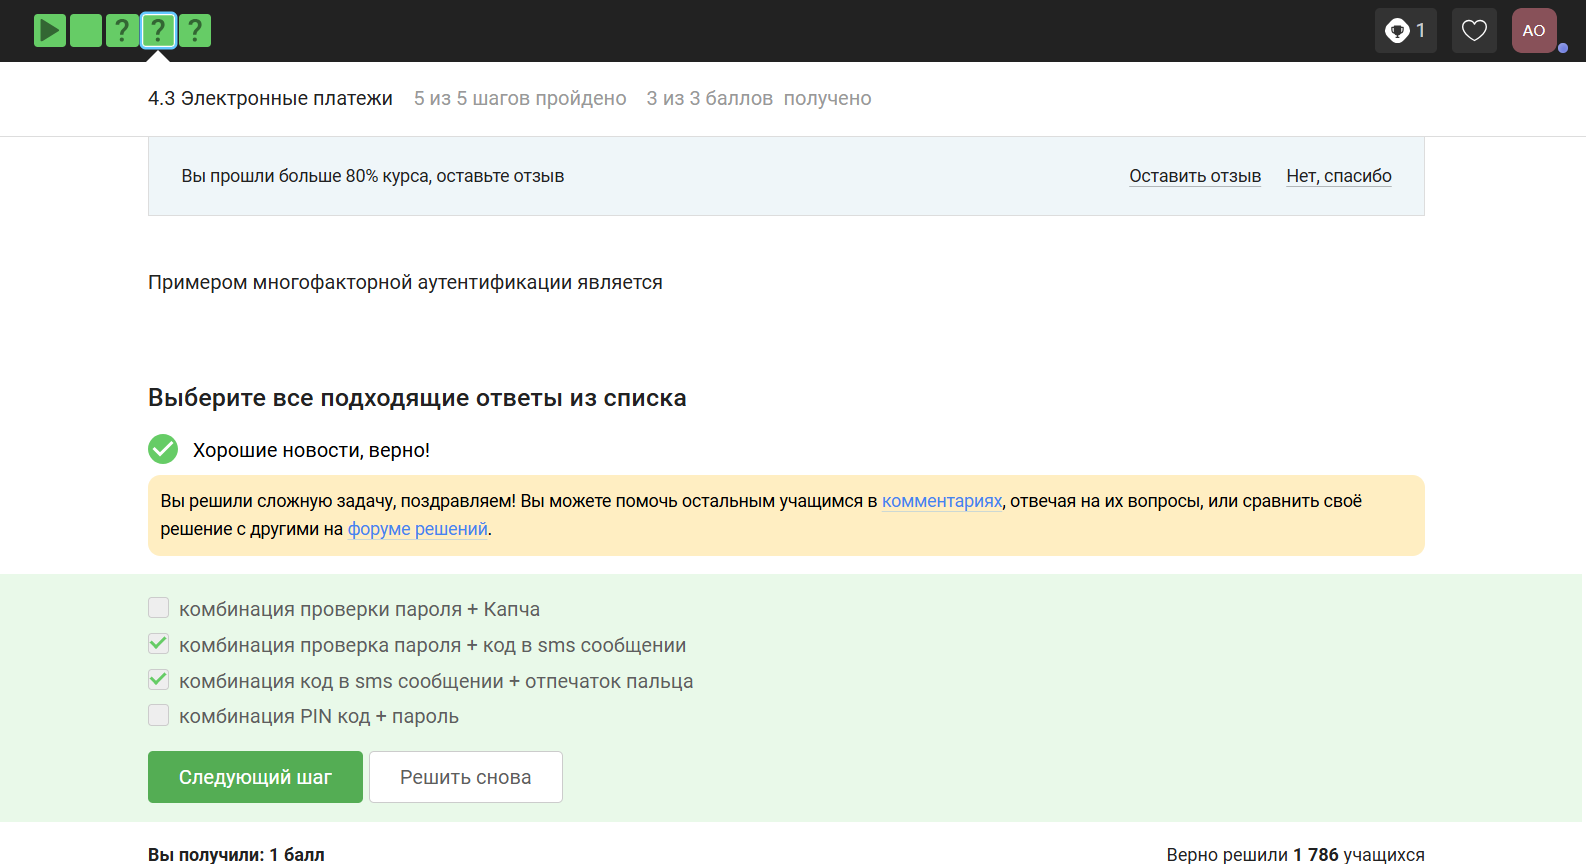 ? ? ?
1
АО
4.3 Электронные платежи 5 из 5 шагов пройдено 3 из 3 баллов получено
Вы прошли больше 80% курса, оставьте отзыв Оставить отзыв Нет, спасибо
Примером многофакторной аутентификации является
Выберите все подходящие ответы из списка
Хорошие новости, верно!
Вы решили сложную задачу, поздравляем! Вы можете помочь остальным учащимся в комментариях, отвечая на их вопросы, или сравнить своё
решение с другими на форуме решений.
комбинация проверки пароля + Капча
комбинация проверка пароля + код в sms сообщении
комбинация код в sms сообщении + отпечаток пальца
комбинация PIN код + пароль
Следующий шаг Решить снова
Вы получили: 1 балл Верно решили 1 786 учащихся